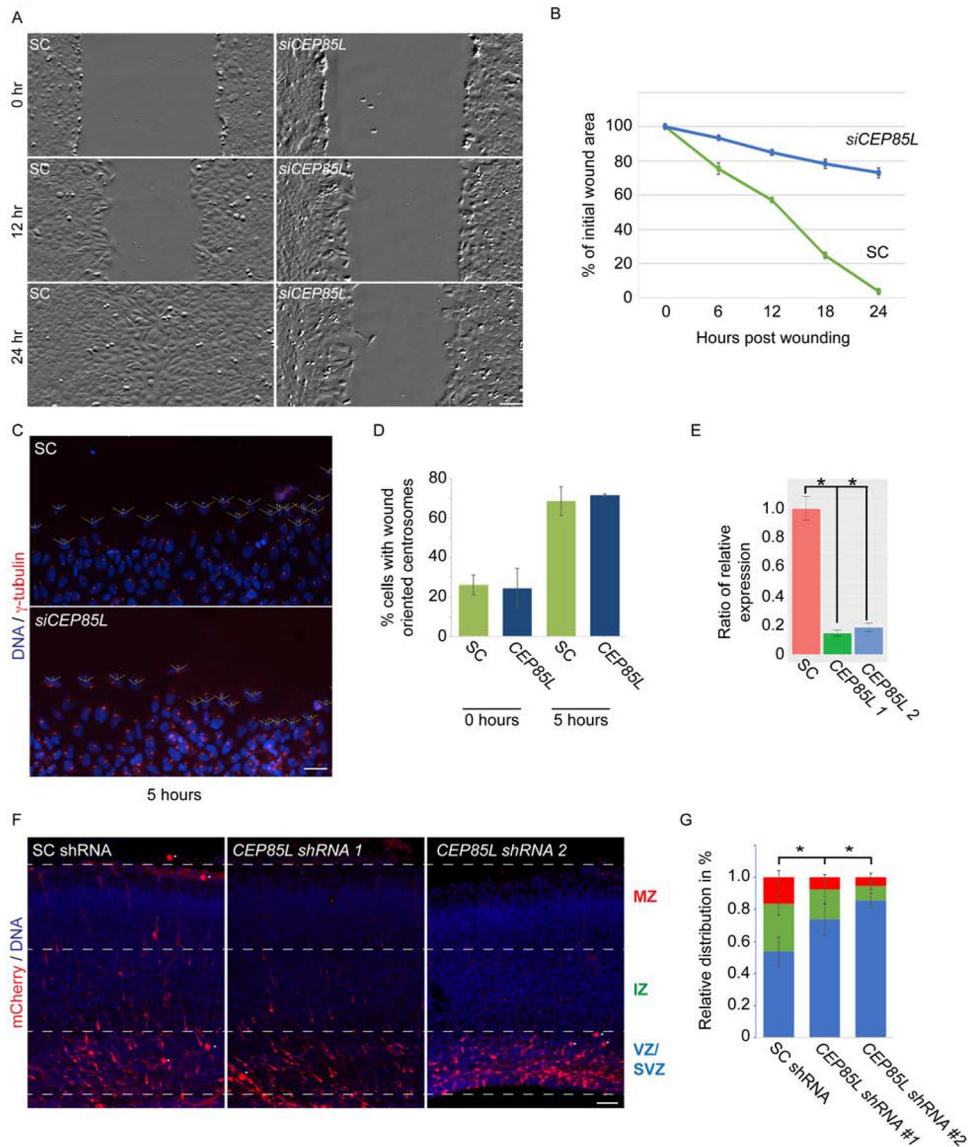 A
SC
siCEP85L
0 hr
SC
siCEP85L
12 hr
SC
siCEP85L
24 hr
B
% of initial wound area
100
80
60
40
20
0
siCEP85L
SC
0 6 12 18 24
Hours post wounding
C
SC
siCEP85L
DNA / γ-tubulin
5 hours
D
% cells with wound
oriented centrosomes
80
60
40
20
0
SC CEP85L SC CEP85L
0 hours 5 hours
E
Ratio of relative
expression
* *
1.0
0.8
0.6
0.4
0.2
0
SC CEP85L 1 CEP85L 2
F
mCherry / DNA
SC shRNA CEP85L shRNA 1 CEP85L shRNA 2
MZ
IZ
VZ/
SVZ
G
Relative distribution in %
* *
1.0
0.8
0.6
0.4
0.2
0
SC shRNA CEP85L shRNA #1 CEP85L shRNA #2